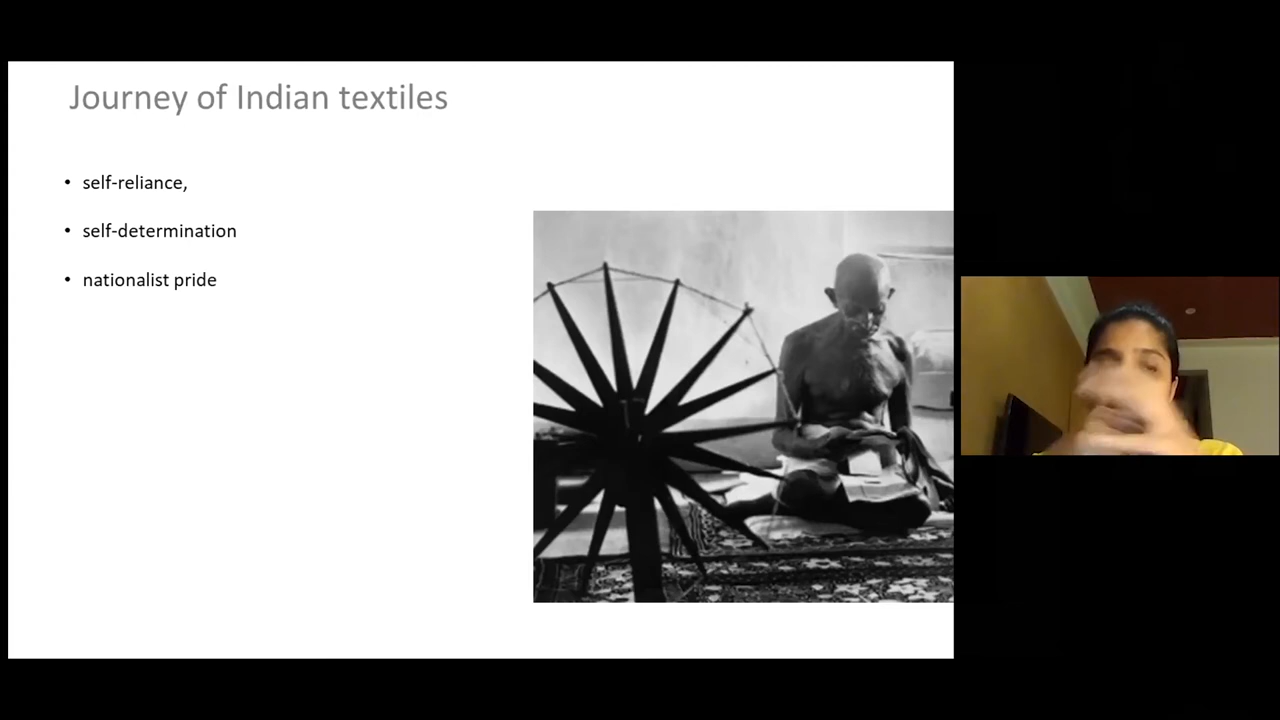 Journey of Indian textiles
• self-reliance,
• self-determination
• nationalist pride